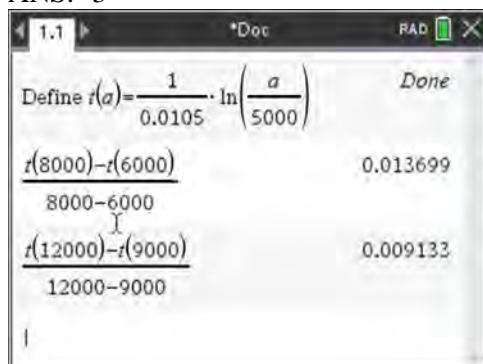 1.1 *Doc RAD
Define t(a)=1/0.0105·ln(a/5000) Done
t(8000)−t(6000)/8000−6000 0.013699
t(12000)−t(9000)/12000−9000 0.009133